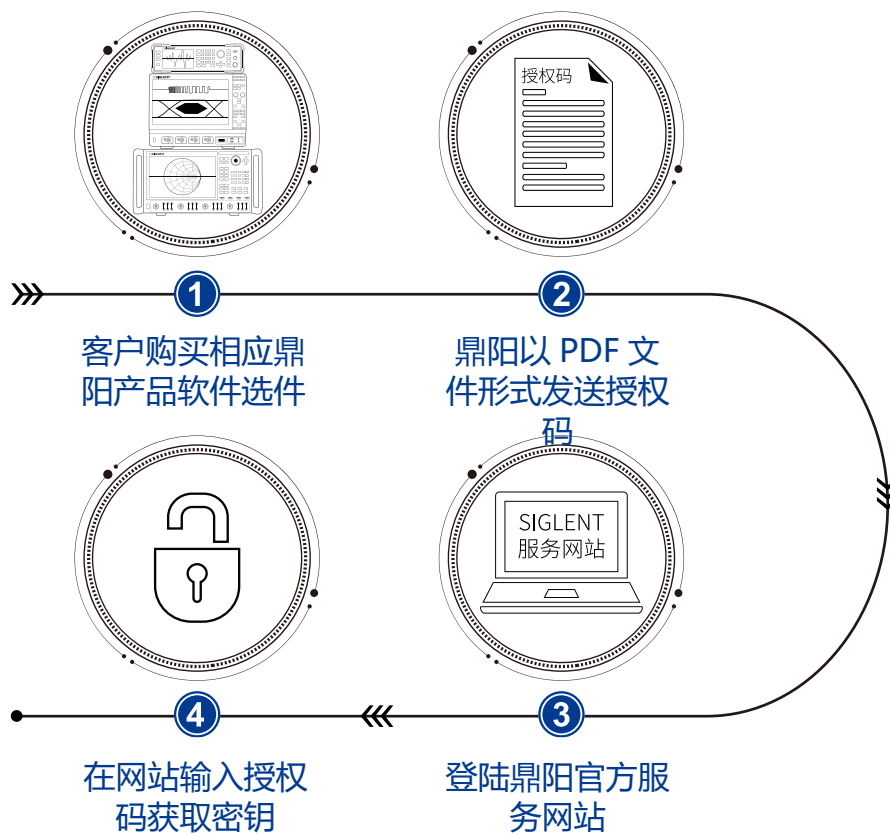 SIGLENT
授权码
1
2
客户购买相应鼎
阳产品软件选件
鼎阳以 PDF 文
件形式发送授权
码
SIGLENT
服务网站
3
4
登陆鼎阳官方服
务网站
在网站输入授权
码获取密钥